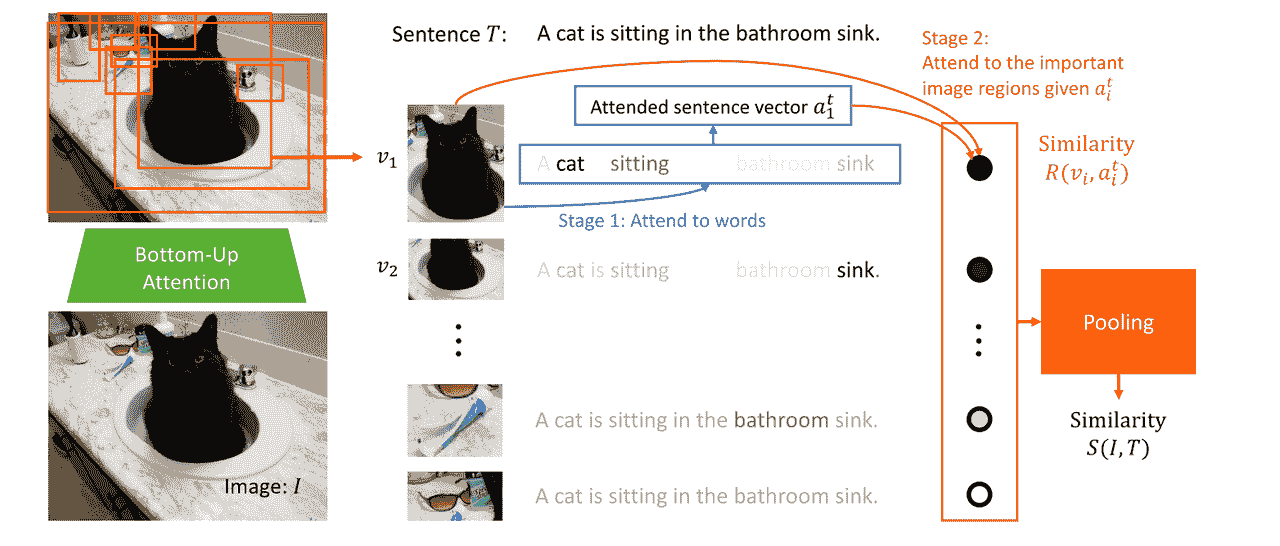 Sentence T: A cat is sitting in the bathroom sink.
Stage 2:
Attend to the important
image regions given a_i^t
Attended sentence vector a_1^t
v_1
A cat sitting bathroom sink
Similarity
R(v_i, a_i^t)
Stage 1: Attend to words
Bottom-Up
Attention
v_2
A cat is sitting bathroom sink.
Pooling
A cat is sitting in the bathroom sink.
Similarity
S(I, T)
Image: I
A cat is sitting in the bathroom sink.